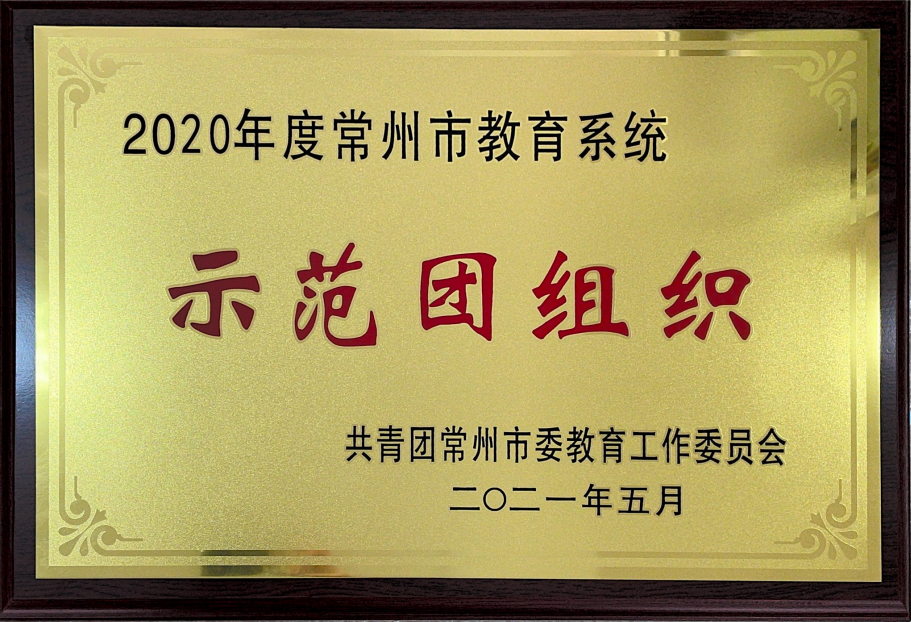 2020年度常州市教育系统
示范团组织
共青团常州市委教育工作委员会
二〇二一年五月